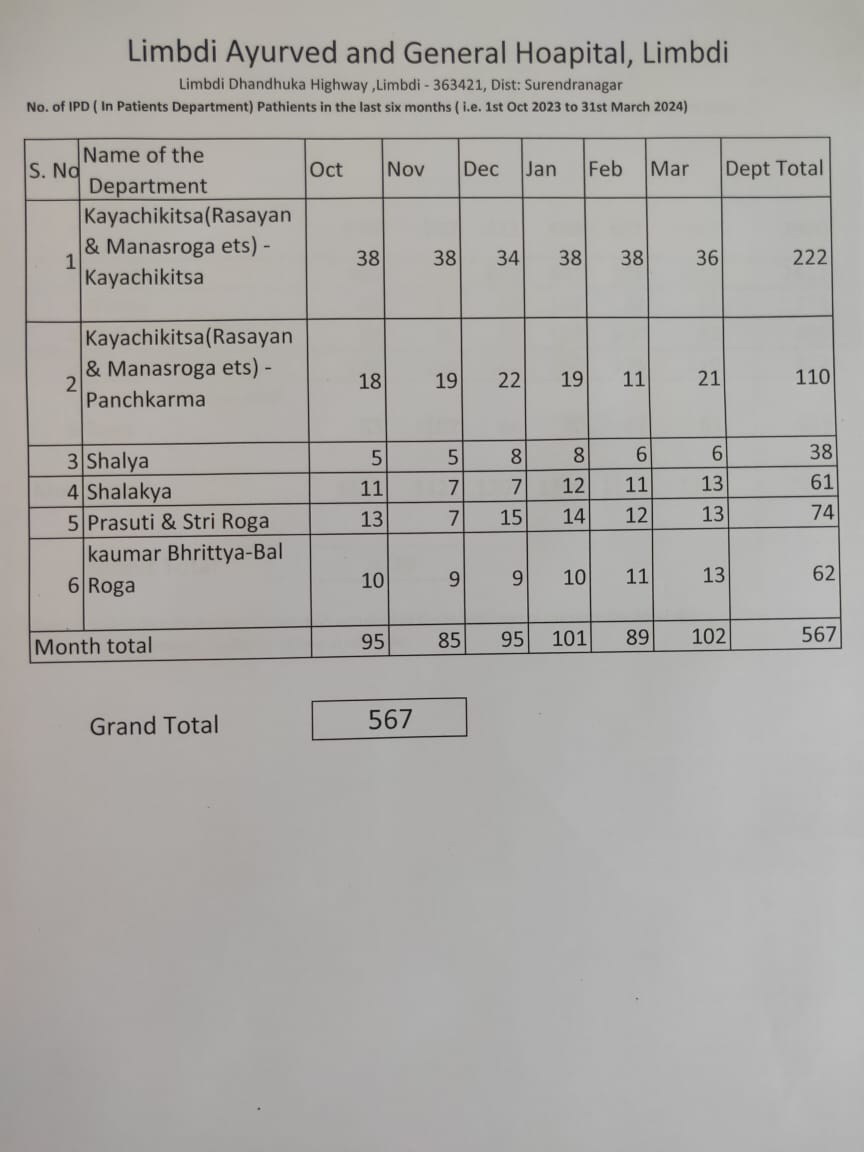 Limbdi Ayurved and General Hoapital, Limbdi
Limbdi Dhandhuka Highway ,Limbdi - 363421, Dist: Surendranagar
No. of IPD ( In Patients Department) Pathients in the last six months ( i.e. 1st Oct 2023 to 31st March 2024)
S. No Name of the Department Oct Nov Dec Jan Feb Mar Dept Total
1 Kayachikitsa(Rasayan & Manasroga ets) - Kayachikitsa 38 38 34 38 38 36 222
2 Kayachikitsa(Rasayan & Manasroga ets) - Panchkarma 18 19 22 19 11 21 110
3 Shalya 5 5 8 8 6 6 38
4 Shalakya 11 7 7 12 11 13 61
5 Prasuti & Stri Roga 13 7 15 14 12 13 74
6 kaumar Bhrittya-Bal Roga 10 9 9 10 11 13 62
Month total 95 85 95 101 89 102 567
Grand Total 567